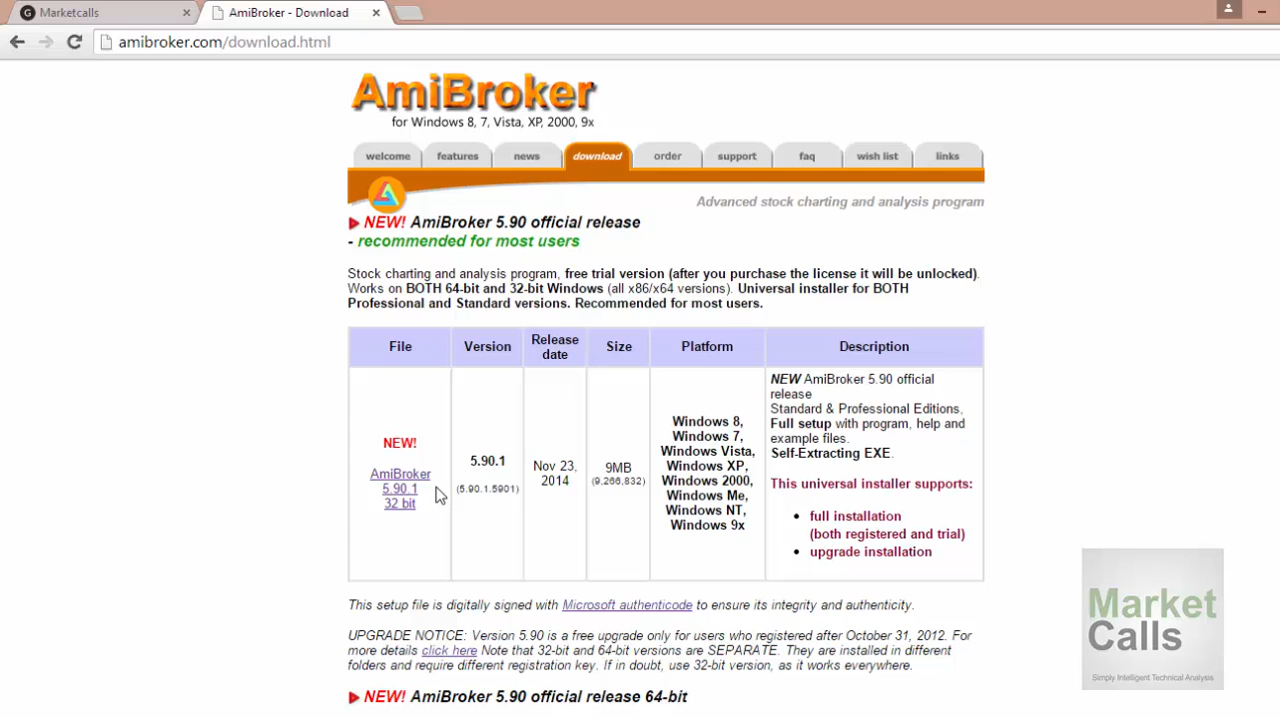 Marketcalls
AmiBroker - Download
amibroker.com/download.html
AmiBroker
for Windows 8, 7, Vista, XP, 2000, 9x
welcome features news download order support faq wish list links
Advanced stock charting and analysis program
NEW! AmiBroker 5.90 official release
- recommended for most users
Stock charting and analysis program, free trial version (after you purchase the license it will be unlocked).
Works on BOTH 64-bit and 32-bit Windows (all x86/x64 versions). Universal installer for BOTH
Professional and Standard versions. Recommended for most users.
File
Version
Release
date
Size
Platform
Description
NEW!
AmiBroker
5.90.1
32 bit
5.90.1
(5.90.1.5901)
Nov 23,
2014
9MB
(9,266,832)
Windows 8,
Windows 7,
Windows Vista,
Windows XP,
Windows 2000,
Windows Me,
Windows NT,
Windows 9x
NEW AmiBroker 5.90 official
release
Standard & Professional Editions,
Full setup with program, help and
example files.
Self-Extracting EXE.
This universal installer supports:
• full installation
(both registered and trial)
• upgrade installation
This setup file is digitally signed with Microsoft authenticode to ensure its integrity and authenticity.
UPGRADE NOTICE: Version 5.90 is a free upgrade only for users who registered after October 31, 2012. For
more details click here Note that 32-bit and 64-bit versions are SEPARATE. They are installed in different
folders and require different registration key. If in doubt, use 32-bit version, as it works everywhere.
NEW! AmiBroker 5.90 official release 64-bit
Market
Calls
Simply Intelligent Technical Analysis